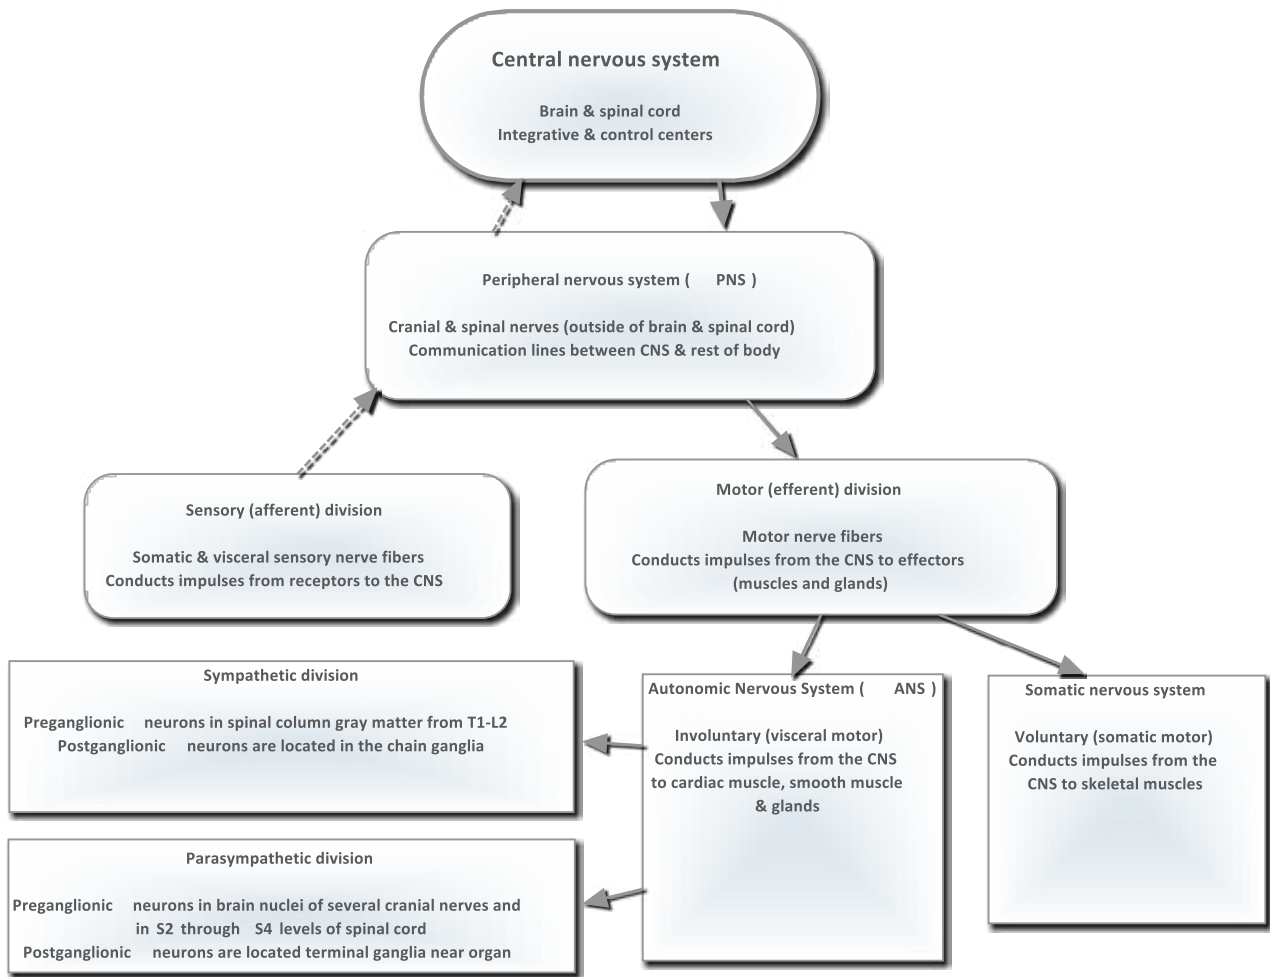 Central nervous system
Brain & spinal cord
Integrative & control centers
Peripheral nervous system ( PNS )
Cranial & spinal nerves (outside of brain & spinal cord)
Communication lines between CNS & rest of body
Sensory (afferent) division
Somatic & visceral sensory nerve fibers
Conducts impulses from receptors to the CNS
Motor (efferent) division
Motor nerve fibers
Conducts impulses from the CNS to effectors
(muscles and glands)
Sympathetic division
Preganglionic neurons in spinal column gray matter from T1-L2
Postganglionic neurons are located in the chain ganglia
Autonomic Nervous System ( ANS )
Involuntary (visceral motor)
Conducts impulses from the CNS
to cardiac muscle, smooth muscle
& glands
Somatic nervous system
Voluntary (somatic motor)
Conducts impulses from the
CNS to skeletal muscles
Parasympathetic division
Preganglionic neurons in brain nuclei of several cranial nerves and
in S2 through S4 levels of spinal cord
Postganglionic neurons are located terminal ganglia near organ